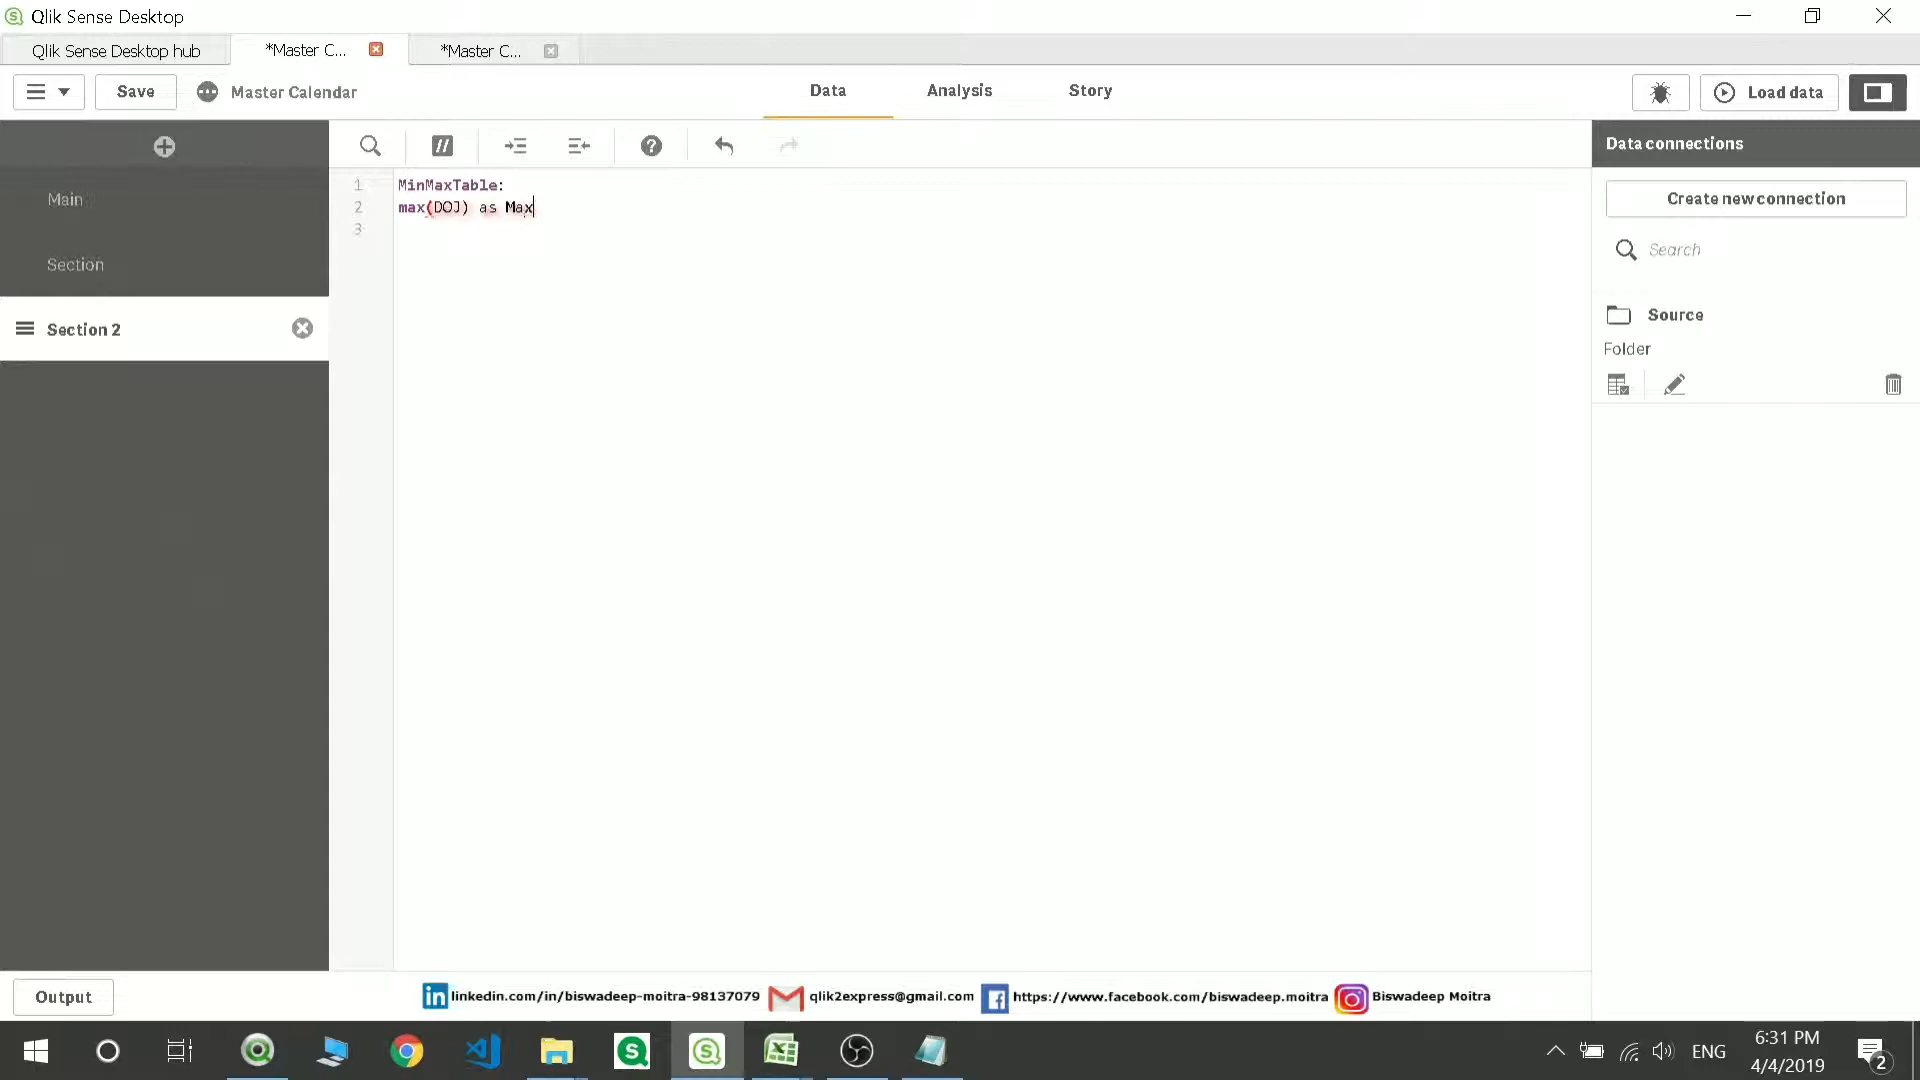 Qlik Sense Desktop
Qlik Sense Desktop hub
*Master C...
*Master C...
Save
Master Calendar
Data
Analysis
Story
Load data
Main
Section
Section 2
1 MinMaxTable:
2 max(DOJ) as Max
3
Data connections
Create new connection
Search
Source
Folder
Output
linkedin.com/in/biswadeep-moitra-98137079
qlik2express@gmail.com
https://www.facebook.com/biswadeep.moitra
Biswadeep Moitra
ENG
6:31 PM
4/4/2019
2